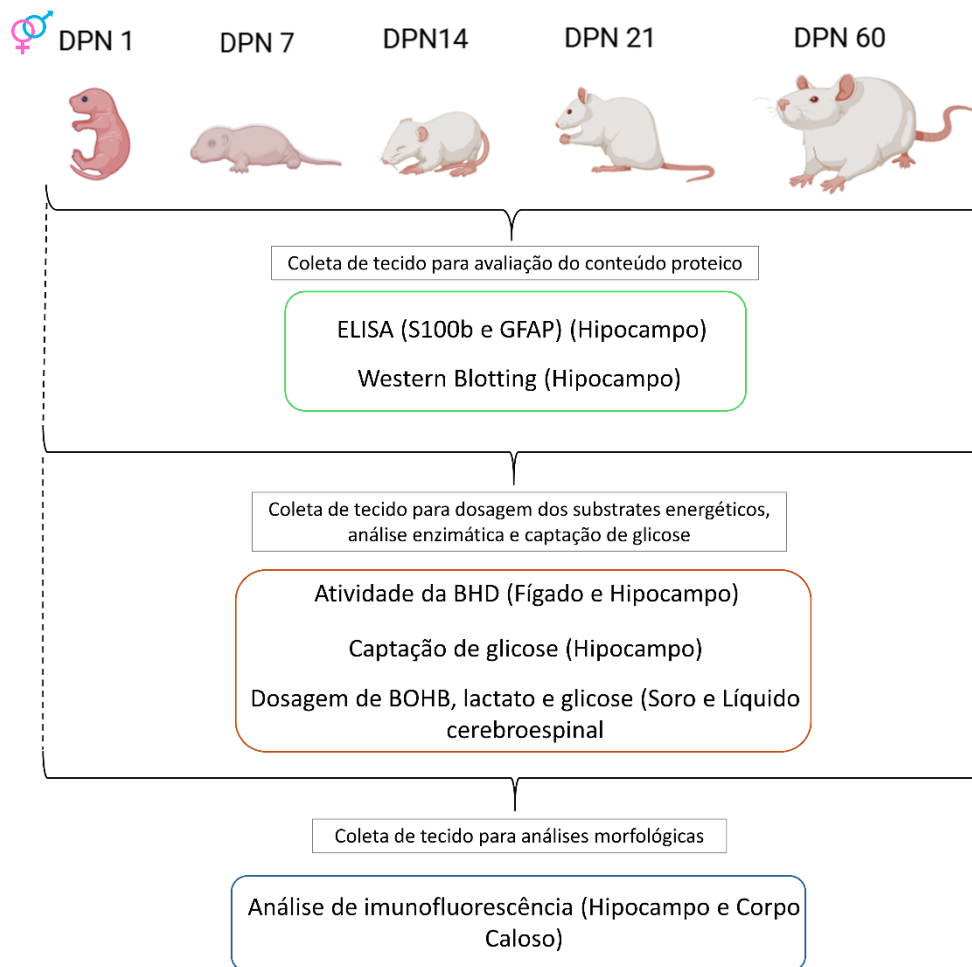 DPN 1
DPN 7
DPN14
DPN 21
DPN 60
Coleta de tecido para avaliação do conteúdo proteico
ELISA (S100b e GFAP) (Hipocampo)
Western Blotting (Hipocampo)
Coleta de tecido para dosagem dos substrates energéticos,
análise enzimática e captação de glicose
Atividade da BHD (Fígado e Hipocampo)
Captação de glicose (Hipocampo)
Dosagem de BOHB, lactato e glicose (Soro e Líquido
cerebroespinal
Coleta de tecido para análises morfológicas
Análise de imunofluorescência (Hipocampo e Corpo
Caloso)